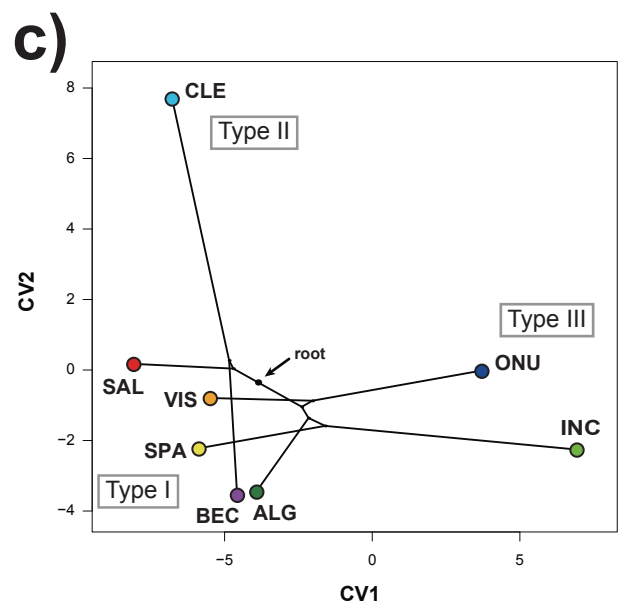 c)
CLE
Type II
8
6
4
2
0
−2
−4
CV2
root
Type III
SAL
VIS
ONU
SPA
INC
Type I
BEC
ALG
−5
0
5
CV1